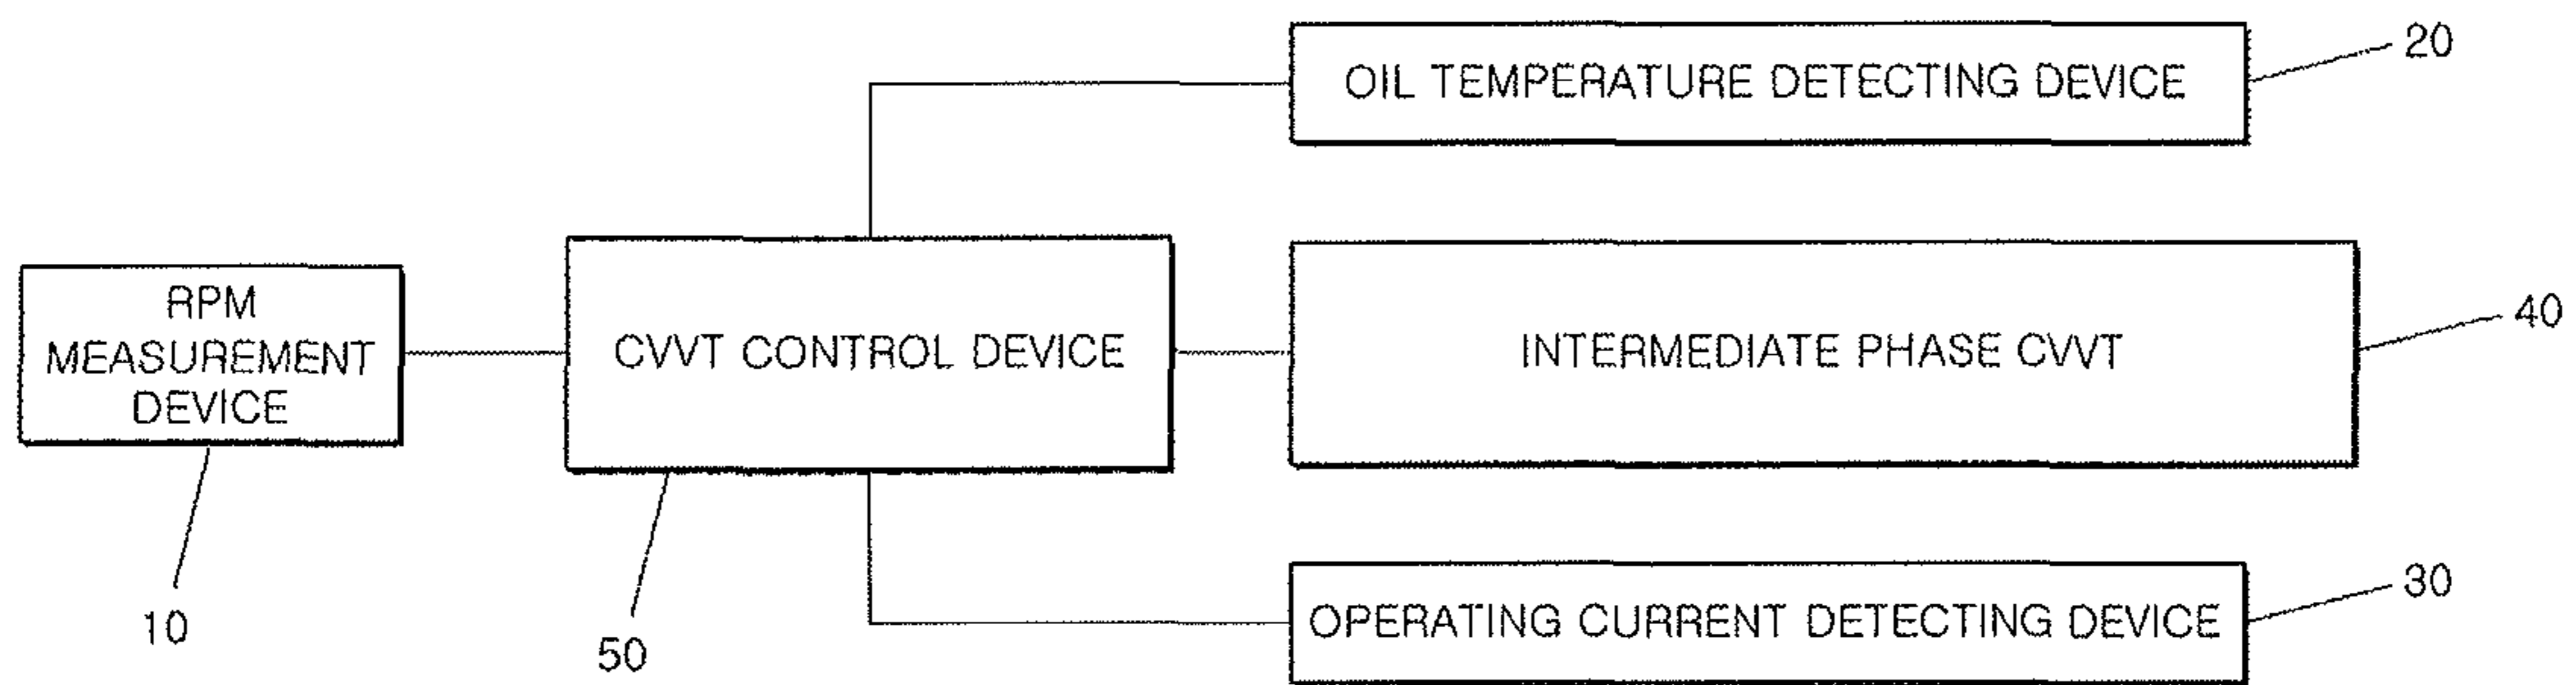 OIL TEMPERATURE DETECTING DEVICE
20
RPM
MEASUREMENT
DEVICE
10
CVVT CONTROL DEVICE
50
INTERMEDIATE PHASE CVVT
40
OPERATING CURRENT DETECTING DEVICE
30